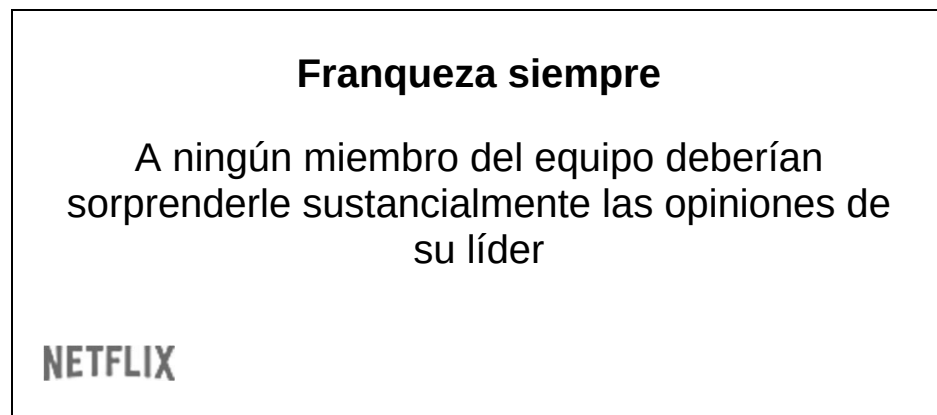 Franqueza siempre
A ningún miembro del equipo deberían
sorprenderle sustancialmente las opiniones de
su líder
NETFLIX